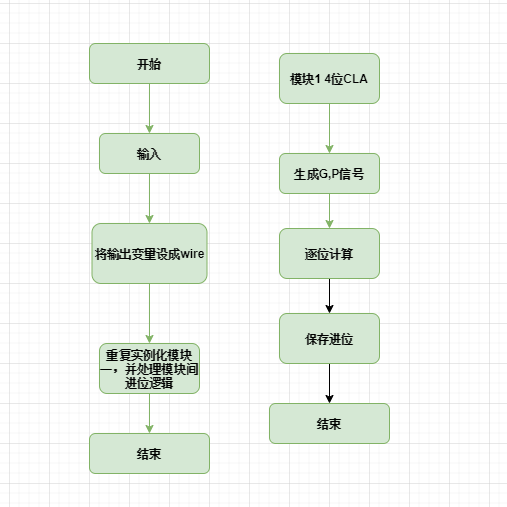 开始
输入
将输出变量设成wire
重复实例化模块
一，并处理模块间
进位逻辑
结束
模块1 4位CLA
生成G,P信号
逐位计算
保存进位
结束